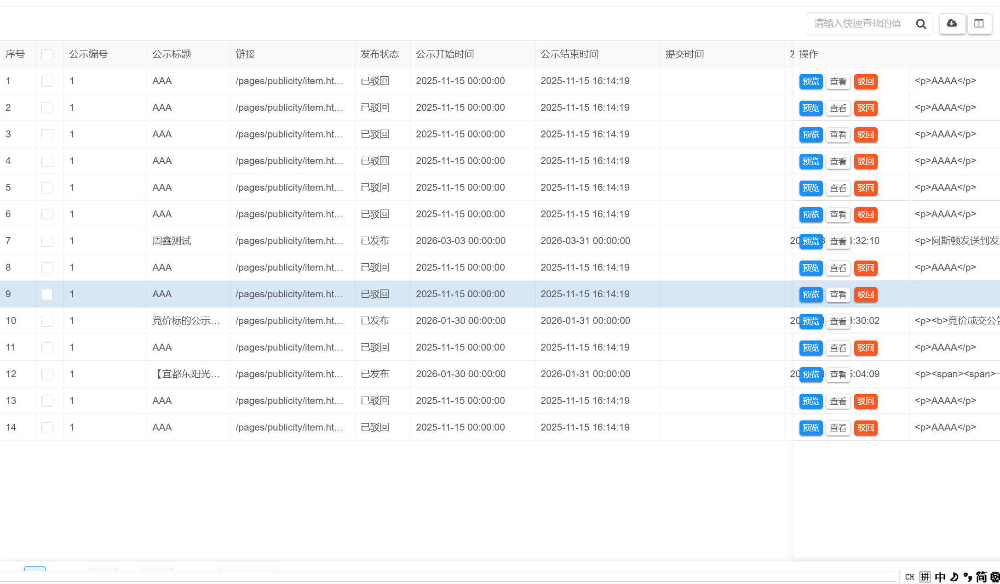 请输入快速查找的值
序号 公示编号 公示标题 链接 发布状态 公示开始时间 公示结束时间 提交时间 操作
1 1 AAA /pages/publicity/item.ht… 已驳回 2025-11-15 00:00:00 2025-11-15 16:14:19 预览 查看 驳回 <p>AAAA</p>
2 1 AAA /pages/publicity/item.ht… 已驳回 2025-11-15 00:00:00 2025-11-15 16:14:19 预览 查看 驳回 <p>AAAA</p>
3 1 AAA /pages/publicity/item.ht… 已驳回 2025-11-15 00:00:00 2025-11-15 16:14:19 预览 查看 驳回 <p>AAAA</p>
4 1 AAA /pages/publicity/item.ht… 已驳回 2025-11-15 00:00:00 2025-11-15 16:14:19 预览 查看 驳回 <p>AAAA</p>
5 1 AAA /pages/publicity/item.ht… 已驳回 2025-11-15 00:00:00 2025-11-15 16:14:19 预览 查看 驳回 <p>AAAA</p>
6 1 AAA /pages/publicity/item.ht… 已驳回 2025-11-15 00:00:00 2025-11-15 16:14:19 预览 查看 驳回 <p>AAAA</p>
7 1 周鑫测试 /pages/publicity/item.ht… 已发布 2026-03-03 00:00:00 2026-03-31 00:00:00 20 预览 查看 :32:10 <p>阿斯顿发送到发
8 1 AAA /pages/publicity/item.ht… 已驳回 2025-11-15 00:00:00 2025-11-15 16:14:19 预览 查看 驳回 <p>AAAA</p>
9 1 AAA /pages/publicity/item.ht… 已驳回 2025-11-15 00:00:00 2025-11-15 16:14:19 预览 查看 驳回
10 1 竞价标的公示… /pages/publicity/item.ht… 已发布 2026-01-30 00:00:00 2026-01-31 00:00:00 20 预览 查看 :30:02 <p><b>竞价成交公告
11 1 AAA /pages/publicity/item.ht… 已驳回 2025-11-15 00:00:00 2025-11-15 16:14:19 预览 查看 驳回 <p>AAAA</p>
12 1 【宜都东阳光… /pages/publicity/item.ht… 已发布 2026-01-30 00:00:00 2026-01-31 00:00:00 20 预览 查看 :04:09 <p><span><span>一
13 1 AAA /pages/publicity/item.ht… 已驳回 2025-11-15 00:00:00 2025-11-15 16:14:19 预览 查看 驳回 <p>AAAA</p>
14 1 AAA /pages/publicity/item.ht… 已驳回 2025-11-15 00:00:00 2025-11-15 16:14:19 预览 查看 驳回 <p>AAAA</p>
CH 拼 中 简